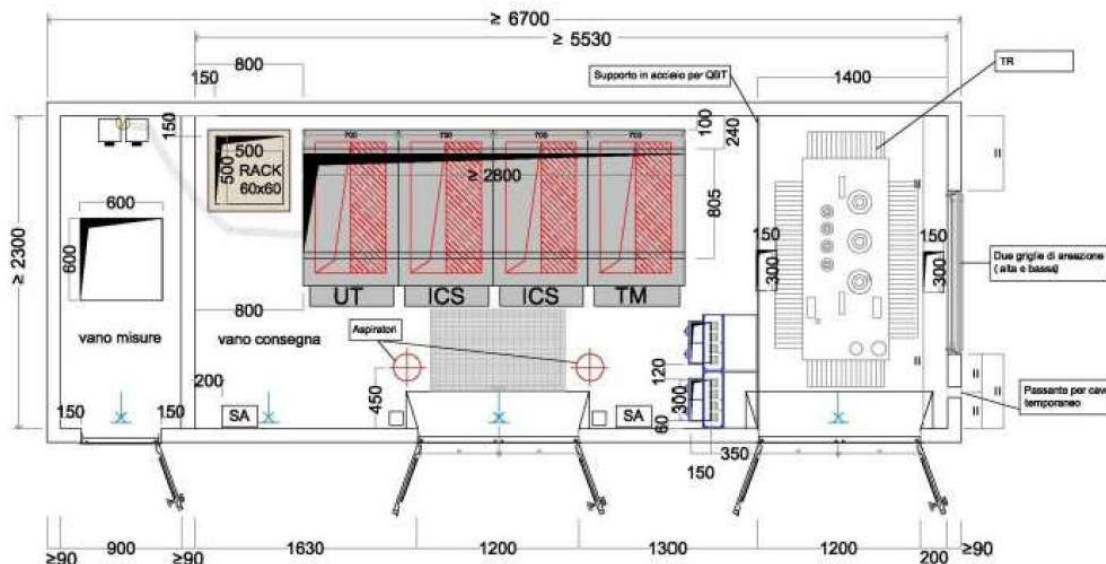 ≥ 6700
≥ 5530
800
150
Supporto in acciaio per QBT
1400
TR
150
500
500
RACK
60x60
700
700
700
700
≥ 2800
100
240
805
600
600
≥ 2300
150
300
150
300
Due griglie di areazione
( alta e bassa)
800
UT
ICS
ICS
TM
vano misure
vano consegna
Aspiratori
200
450
120
300
60
Passante per cavo
temporaneo
150
150
SA
SA
350
150
≥90
900
≥90
1630
1200
1300
1200
200
≥90